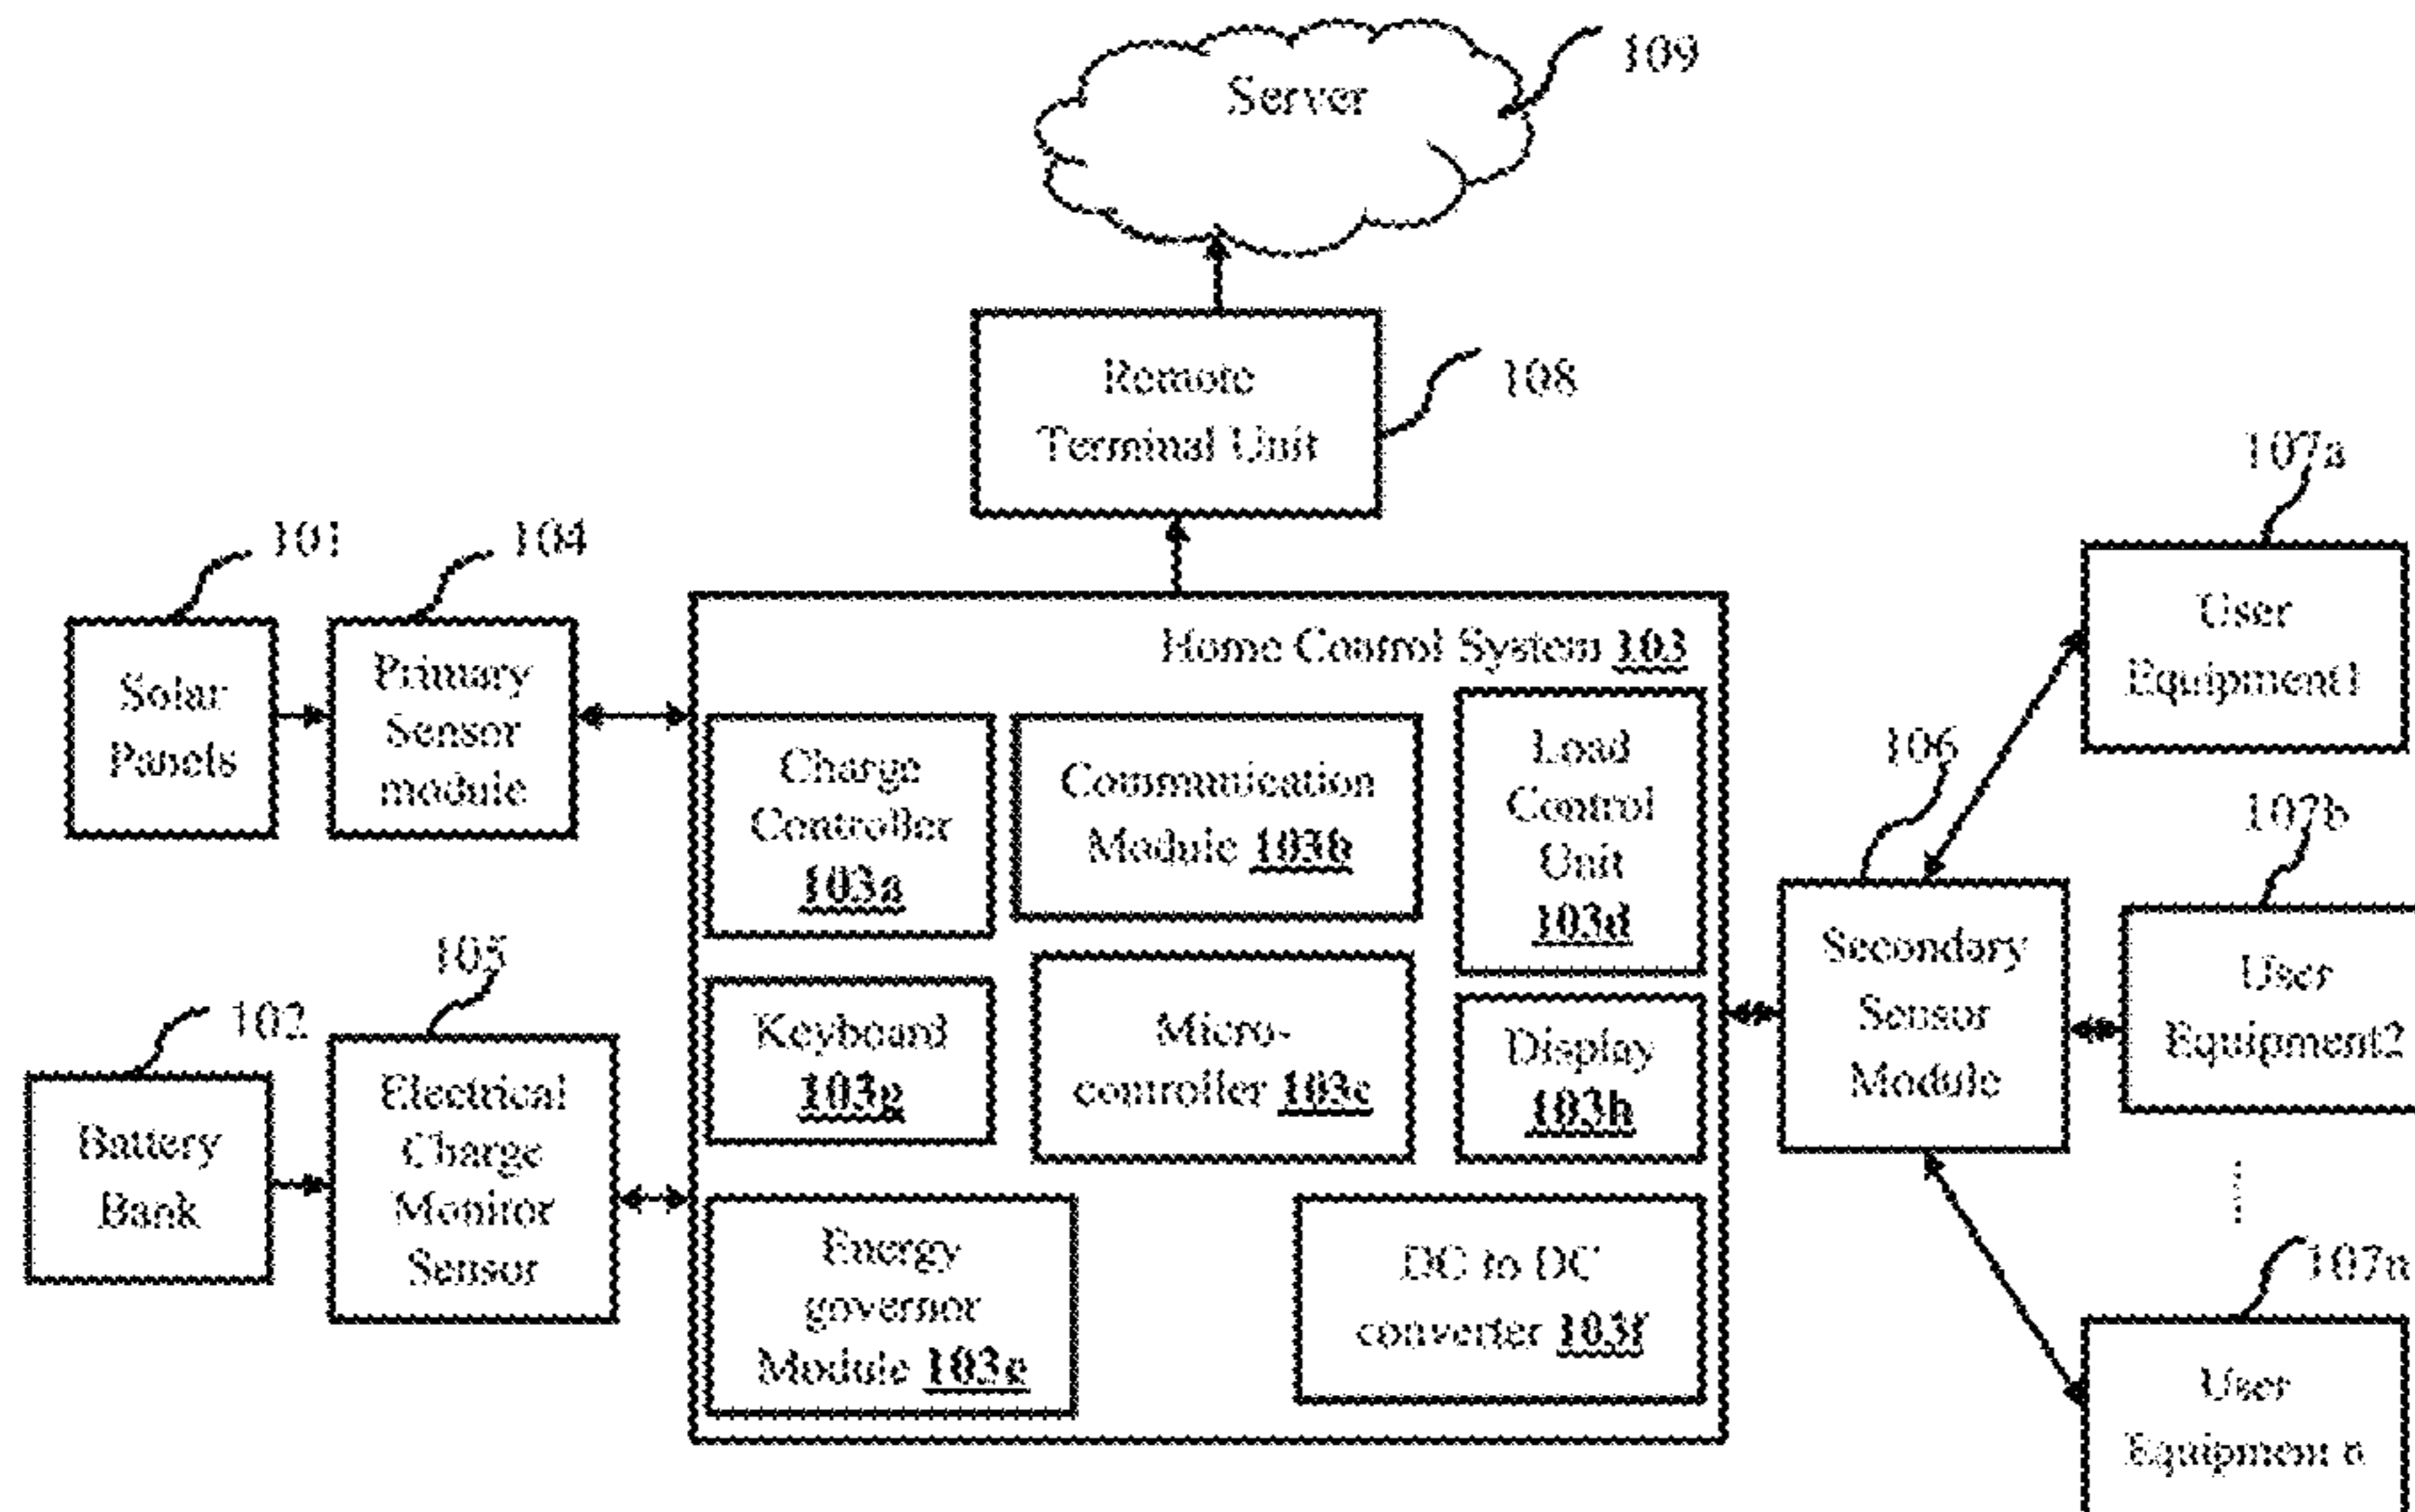 109
Server
Remote
Terminal Unit
108
101
104
Solar
Panels
Primary
Sensor
module
Home Control System 103
Charge
Controller
103a
Communication
Module 103b
Load
Control
Unit
103d
107a
User
Equipment1
106
107b
105
102
Battery
Bank
Electrical
Charge
Monitor
Sensor
Keyboard
103g
Micro-
controller 103c
Display
103h
Secondary
Sensor
Module
User
Equipment2
Energy
governor
Module 103e
DC to DC
converter 103f
107n
User
Equipment n